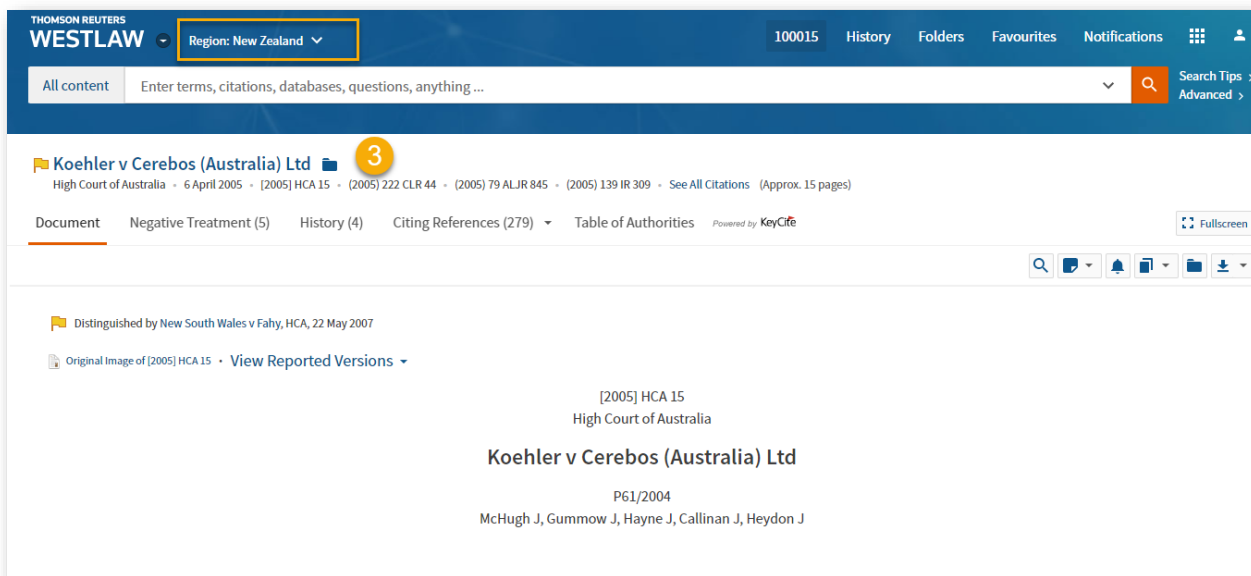 THOMSON REUTERS
WESTLAW Region: New Zealand 100015 History Folders Favourites Notifications
All content Enter terms, citations, databases, questions, anything ... Search Tips >
Advanced >
Koehler v Cerebos (Australia) Ltd 3
High Court of Australia • 6 April 2005 • [2005] HCA 15 • (2005) 222 CLR 44 • (2005) 79 ALJR 845 • (2005) 139 IR 309 • See All Citations (Approx. 15 pages)
Document Negative Treatment (5) History (4) Citing References (279) Table of Authorities Powered by KeyCite Fullscreen
Distinguished by New South Wales v Fahy, HCA, 22 May 2007
Original Image of [2005] HCA 15 • View Reported Versions
[2005] HCA 15
High Court of Australia
Koehler v Cerebos (Australia) Ltd
P61/2004
McHugh J, Gummow J, Hayne J, Callinan J, Heydon J